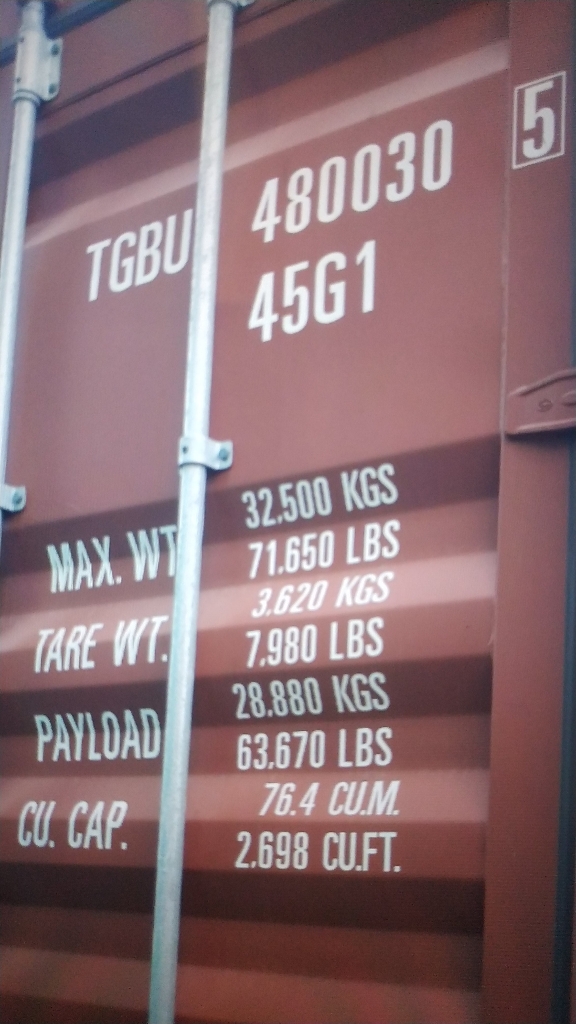 TGBU 480030 5
45G1
MAX. WT 32.500 KGS
71.650 LBS
TARE WT. 3.620 KGS
7.980 LBS
PAYLOAD 28.880 KGS
63.670 LBS
CU. CAP. 76.4 CU.M.
2.698 CU.FT.